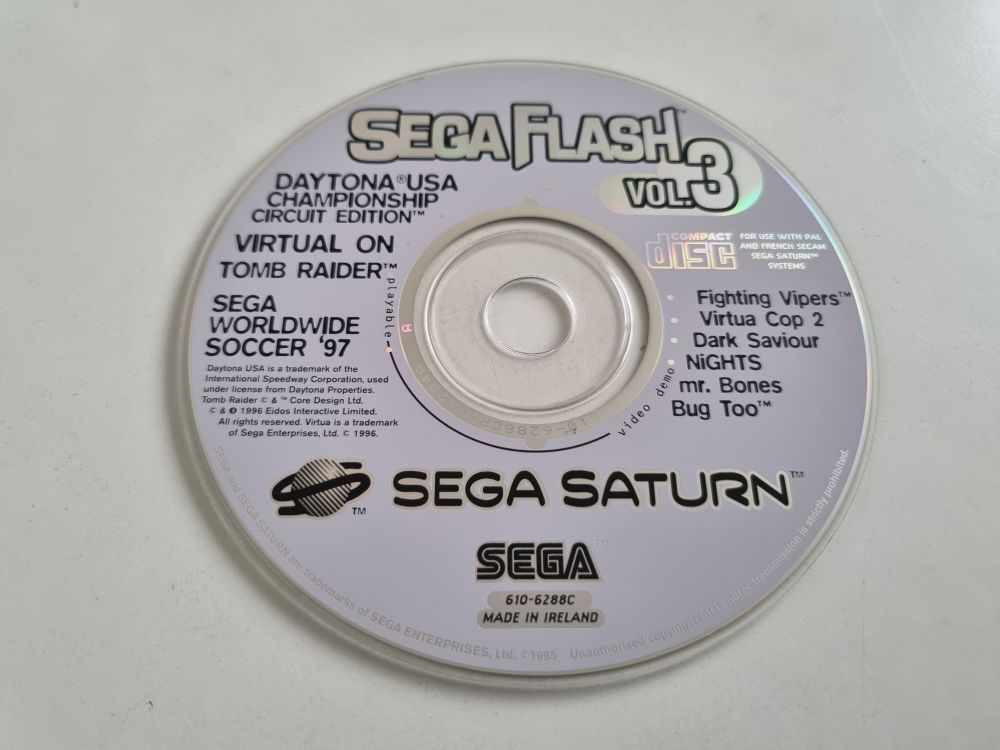 SEGA FLASH™
VOL.3
DAYTONA®USA
CHAMPIONSHIP
CIRCUIT EDITION™
VIRTUAL ON
TOMB RAIDER™
SEGA
WORLDWIDE
SOCCER '97
playable
Daytona USA is a trademark of the
International Speedway Corporation, used
under license from Daytona Properties.
Tomb Raider © & ™ Core Design Ltd.
© & ℗ 1996 Eidos Interactive Limited.
All rights reserved. Virtua is a trademark
of Sega Enterprises, Ltd. © 1996.
COMPACT
disc
FOR USE WITH PAL
AND FRENCH SECAM
SEGA SATURN™
SYSTEMS
Fighting Vipers™
Virtua Cop 2
Dark Saviour
NiGHTS
mr. Bones
Bug Too™
video demo
SEGA SATURN™
TM
SEGA™
610-6288C
MADE IN IRELAND
SEGA and SEGA SATURN are trademarks of SEGA ENTERPRISES, Ltd. © 1995 Unauthorised copying, rental and/or transmission is strictly prohibited.